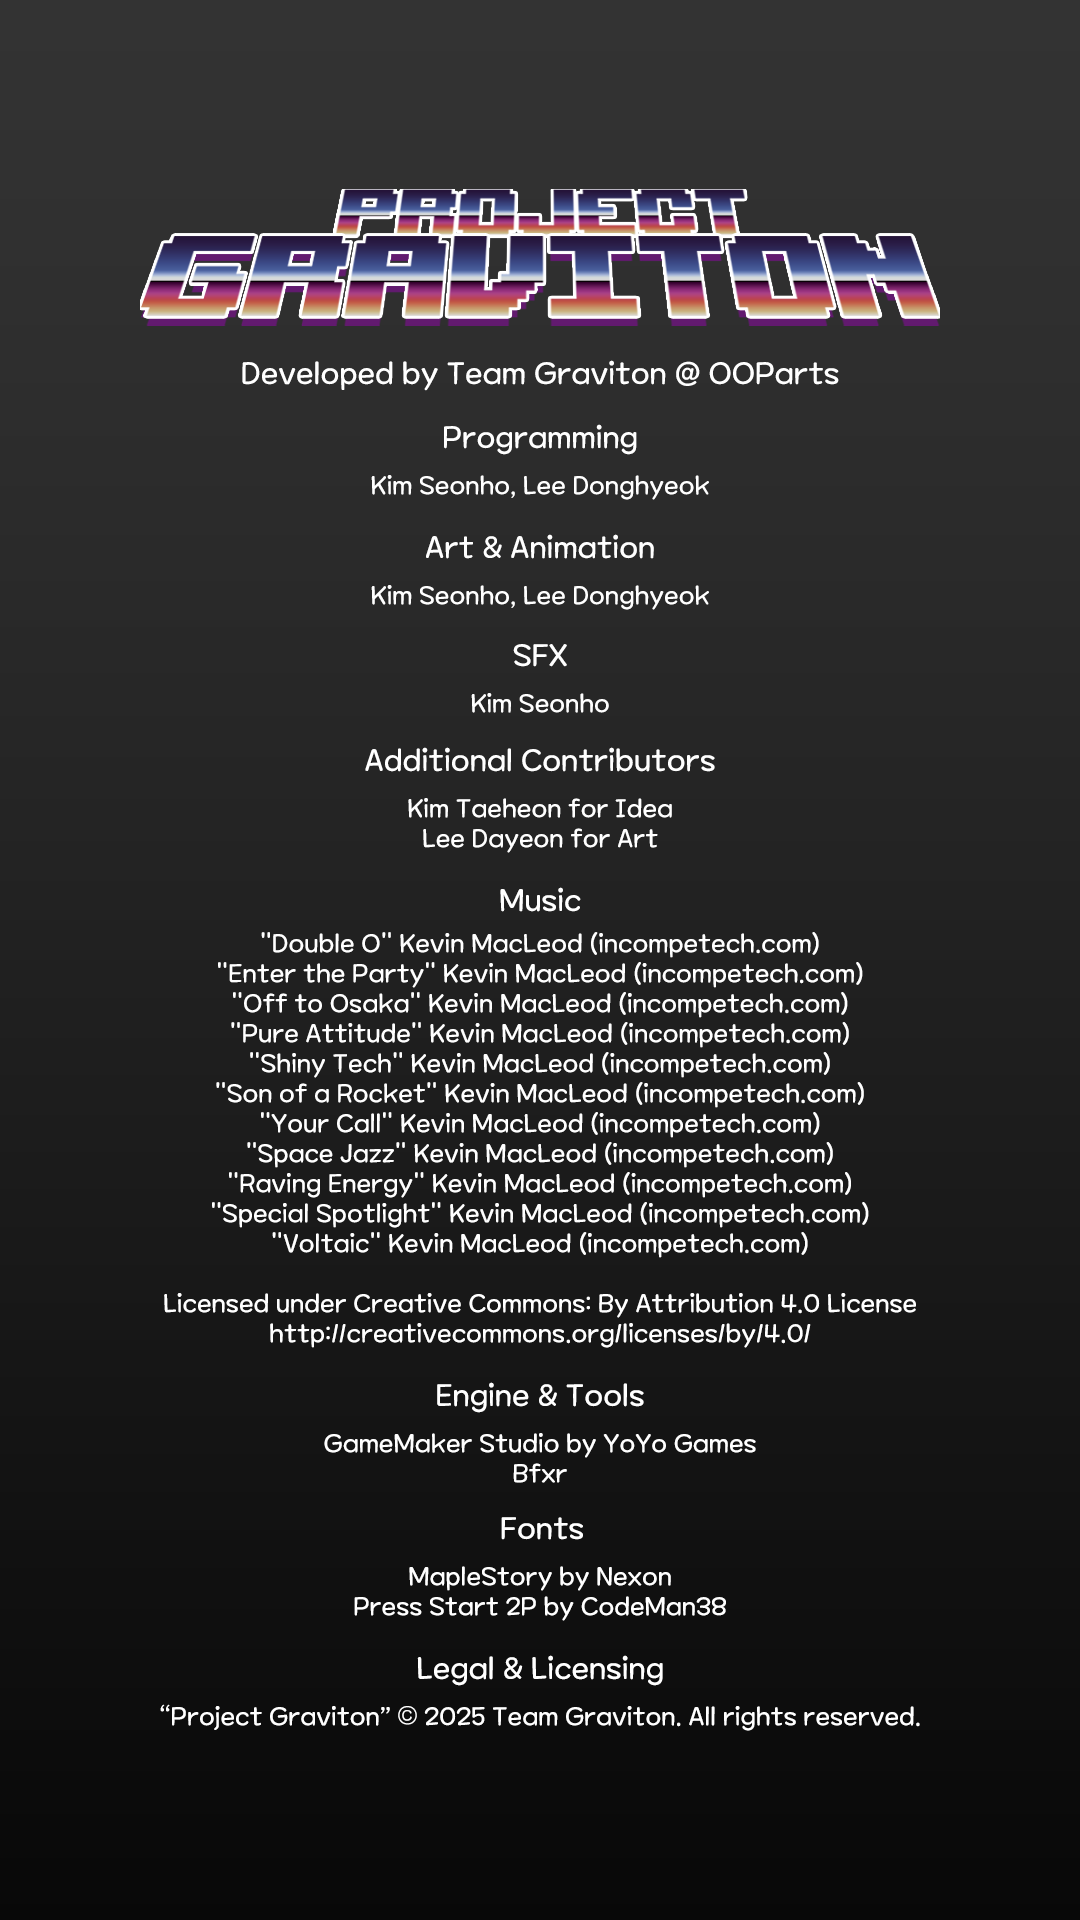 PROJECT
GRAVITON
Developed by Team Graviton @ OOParts
Programming
Kim Seonho, Lee Donghyeok
Art & Animation
Kim Seonho, Lee Donghyeok
SFX
Kim Seonho
Additional Contributors
Kim Taeheon for Idea
Lee Dayeon for Art
Music
"Double O" Kevin MacLeod (incompetech.com)
"Enter the Party" Kevin MacLeod (incompetech.com)
"Off to Osaka" Kevin MacLeod (incompetech.com)
"Pure Attitude" Kevin MacLeod (incompetech.com)
"Shiny Tech" Kevin MacLeod (incompetech.com)
"Son of a Rocket" Kevin MacLeod (incompetech.com)
"Your Call" Kevin MacLeod (incompetech.com)
"Space Jazz" Kevin MacLeod (incompetech.com)
"Raving Energy" Kevin MacLeod (incompetech.com)
"Special Spotlight" Kevin MacLeod (incompetech.com)
"Voltaic" Kevin MacLeod (incompetech.com)
Licensed under Creative Commons: By Attribution 4.0 License
http://creativecommons.org/licenses/by/4.0/
Engine & Tools
GameMaker Studio by YoYo Games
Bfxr
Fonts
MapleStory by Nexon
Press Start 2P by CodeMan38
Legal & Licensing
“Project Graviton” © 2025 Team Graviton. All rights reserved.